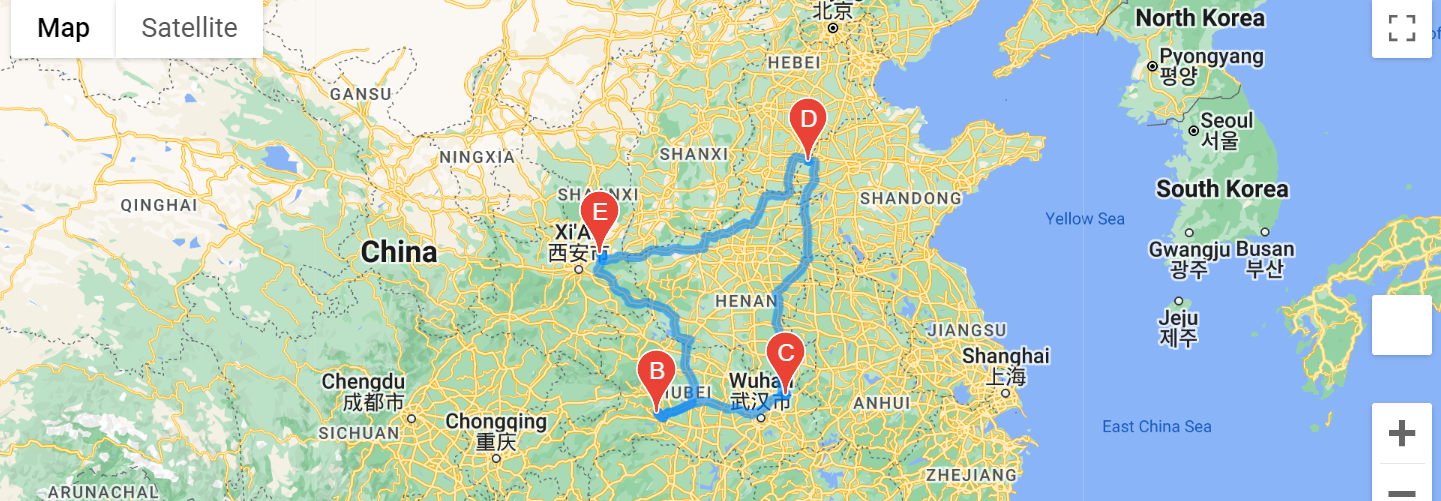 Map
Satellite
北京
North Korea
HEBEI
Pyongyang
평양
GANSU
D
Seoul
서울
NINGXIA
SHANXI
SHAANXI
SHANDONG
South Korea
QINGHAI
E
Yellow Sea
Xi'A
西安市
China
Gwangju
광주
Busan
부산
HENAN
Jeju
제주
JIANGSU
C
Shanghai
上海
B
Chengdu
成都市
HUBEI
Wuhan
武汉市
ANHUI
Chongqing
重庆
SICHUAN
East China Sea
ZHEJIANG
ARUNACHAL